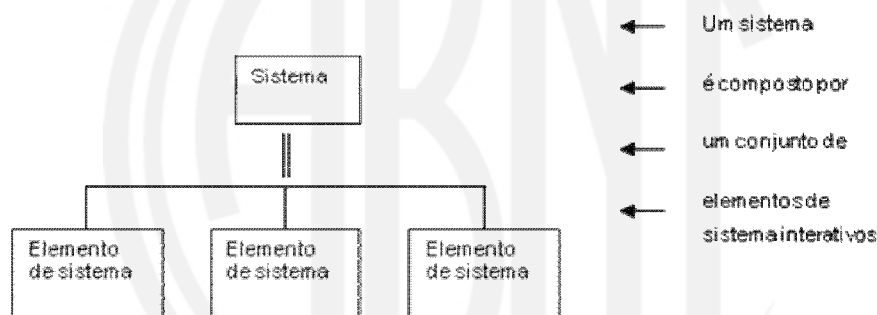 Um sistema
Sistema
é composto por
um conjunto de
elementos de
sistema interativos
Elemento
de sistema
Elemento
de sistema
Elemento
de sistema